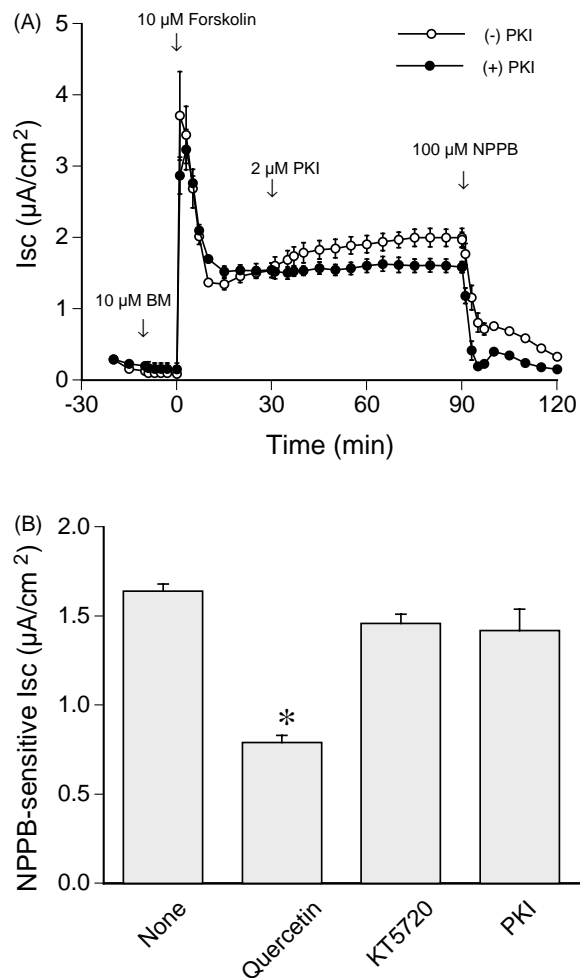 (A)
10 µM Forskolin
(-) PKI
(+) PKI
2 µM PKI
100 µM NPPB
10 µM BM
Isc (µA/cm2)
5
4
3
2
1
0
-30 0 30 60 90 120
Time (min)
(B)
NPPB-sensitive Isc (µA/cm 2)
2.0
1.5
1.0
0.5
0.0
*
None
Quercetin
KT5720
PKI